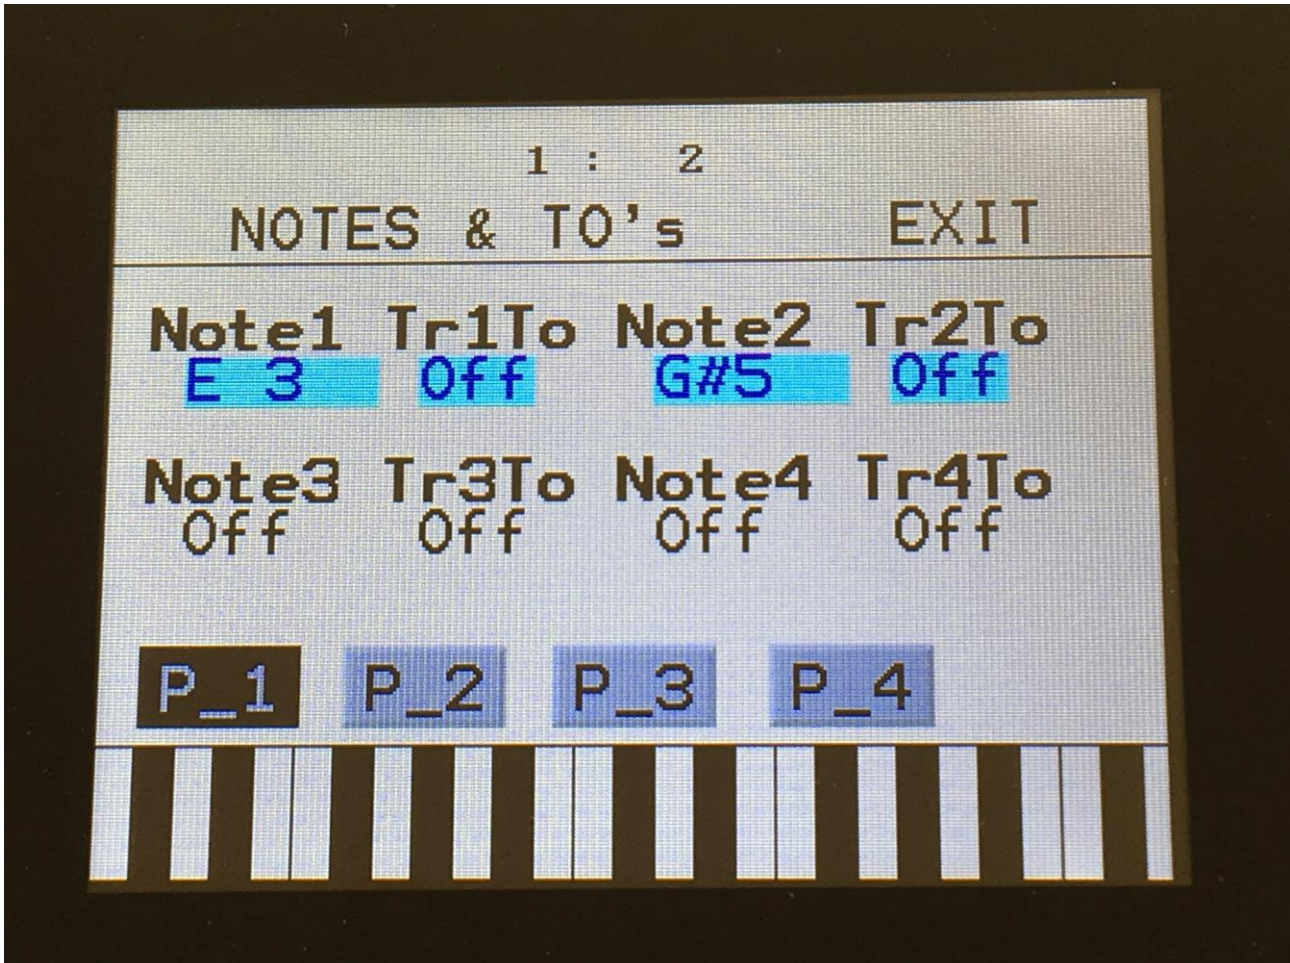 1 : 2
NOTES & TO's EXIT
Note1 Tr1To Note2 Tr2To
E 3 Off G#5 Off
Note3 Tr3To Note4 Tr4To
Off Off Off Off
P_1 P_2 P_3 P_4